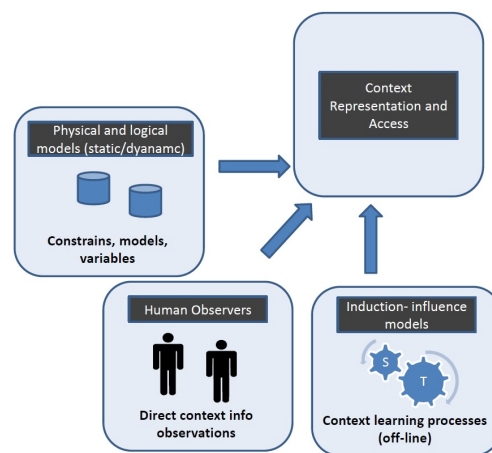 Context
Representation and
Access
Physical and logical
models (static/dyanamc)
Constrains, models,
variables
Human Observers
Direct context info
observations
Induction- influence
models
S
T
Context learning processes
(off-line)